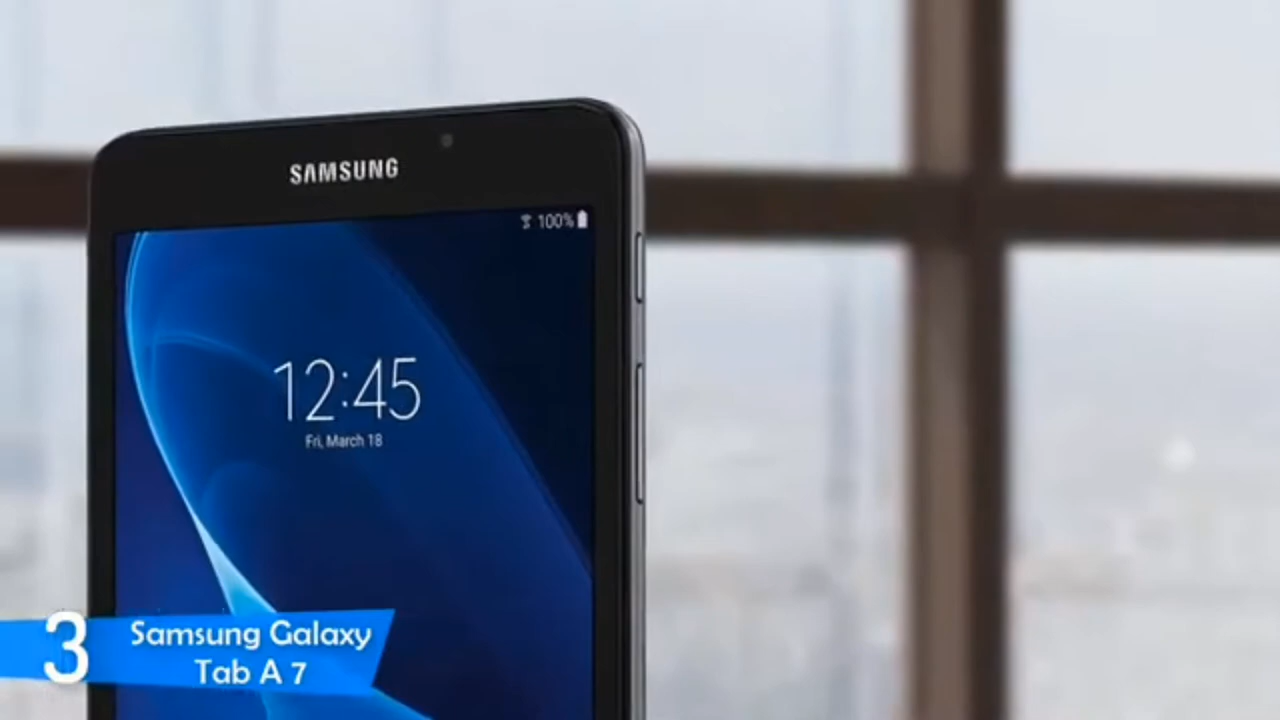 SAMSUNG
100%
12:45
Fri, March 18
3
Samsung Galaxy
Tab A 7